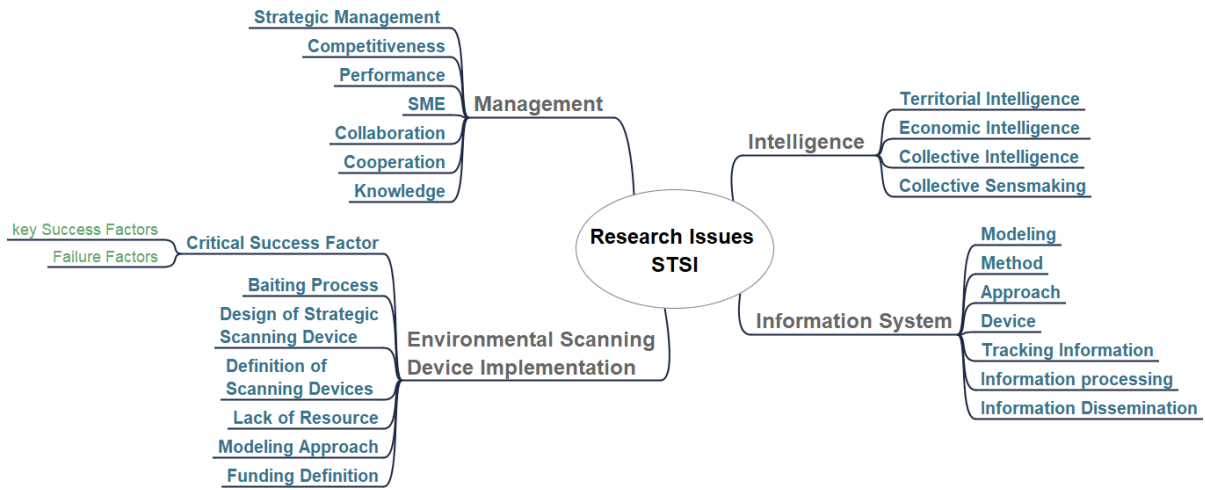 Research Issues
STSI
Management
Strategic Management
Competitiveness
Performance
SME
Collaboration
Cooperation
Knowledge
Intelligence
Territorial Intelligence
Economic Intelligence
Collective Intelligence
Collective Sensmaking
Information System
Modeling
Method
Approach
Device
Tracking Information
Information processing
Information Dissemination
Environmental Scanning
Device Implementation
Critical Success Factor
key Success Factors
Failure Factors
Baiting Process
Design of Strategic
Scanning Device
Definition of
Scanning Devices
Lack of Resource
Modeling Approach
Funding Definition